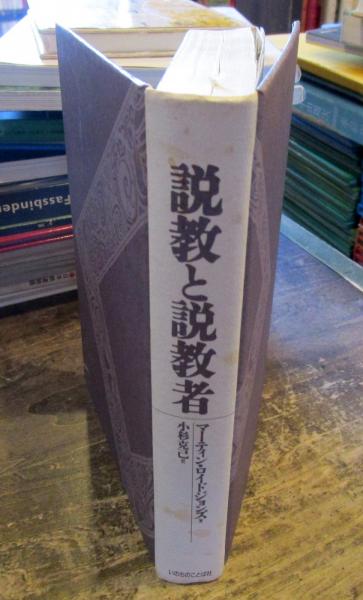 説教と説教者
マーティン・ロイドジョンズ・
小杉克己訳
いのちのことば社
Fassbinder